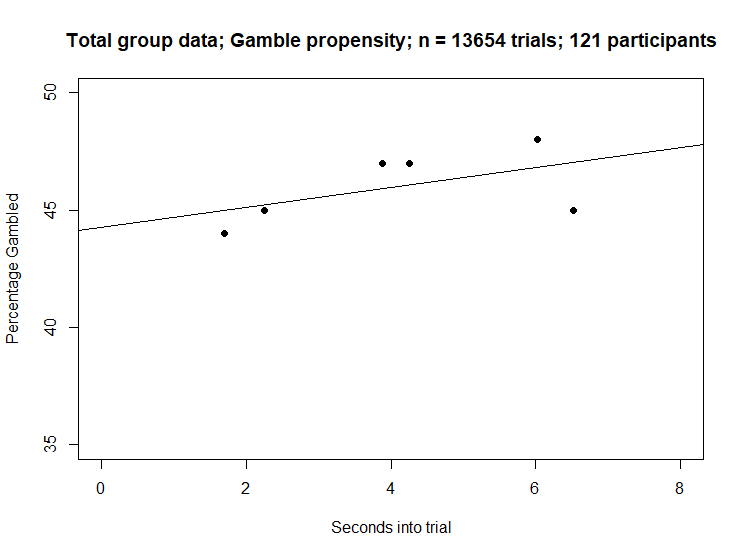 Total group data; Gamble propensity; n = 13654 trials; 121 participants
Percentage Gambled
50
45
40
35
0 2 4 6 8
Seconds into trial